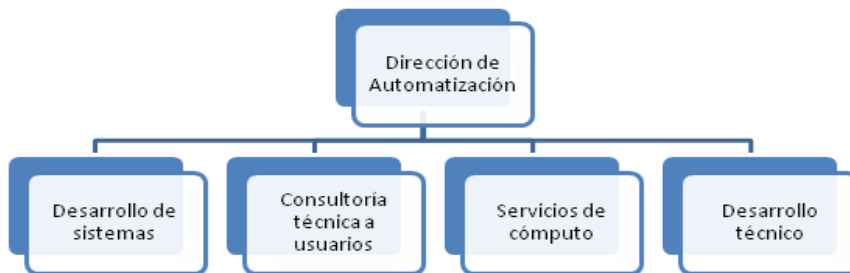 Dirección de
Automatización
Desarrollo de
sistemas
Consultoría
técnica a
usuarios
Servicios de
cómputo
Desarrollo
técnico